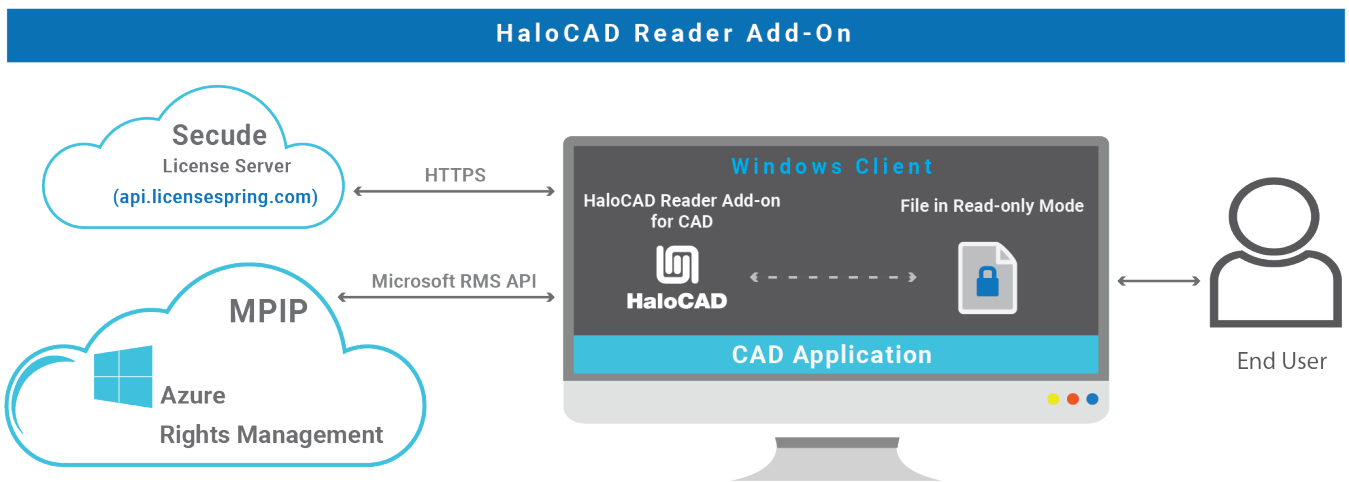 HaloCAD Reader Add-On
Secude
License Server
(api.licensespring.com)
HTTPS
MPIP
Azure
Rights Management
Microsoft RMS API
Windows Client
HaloCAD Reader Add-on
for CAD
HaloCAD
File in Read-only Mode
CAD Application
End User